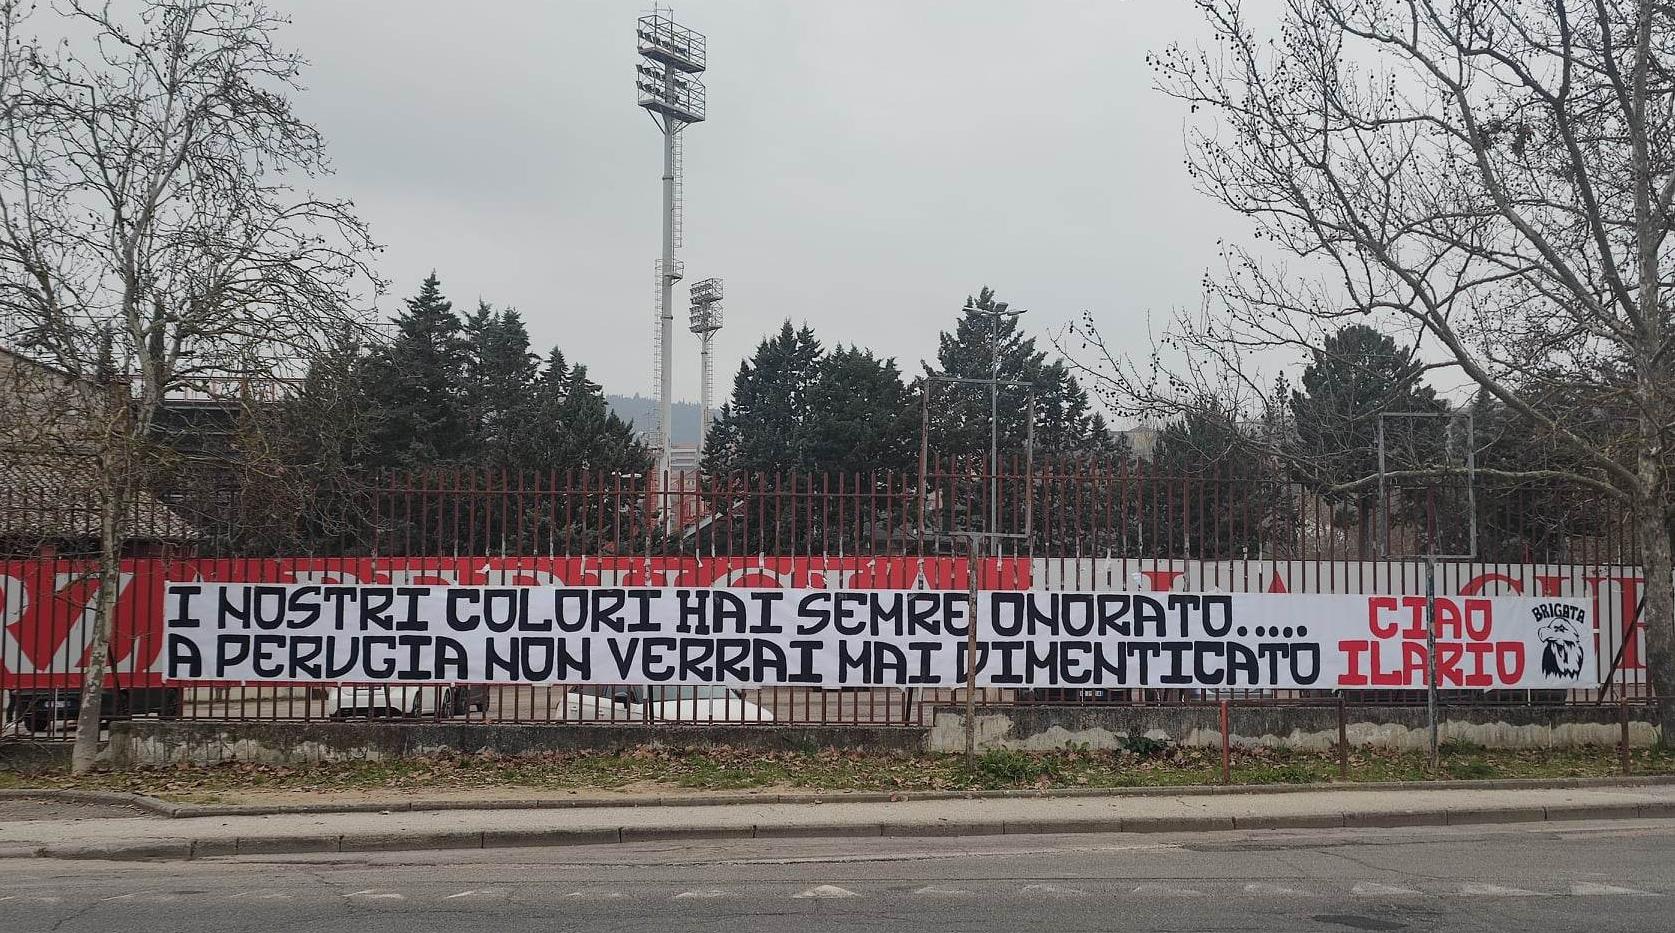 I NOSTRI COLORI HAI SEMRE ONORATO.....
A PERUGIA NON VERRAI MAI DIMENTICATO
CIAO
ILARIO
BRIGATA